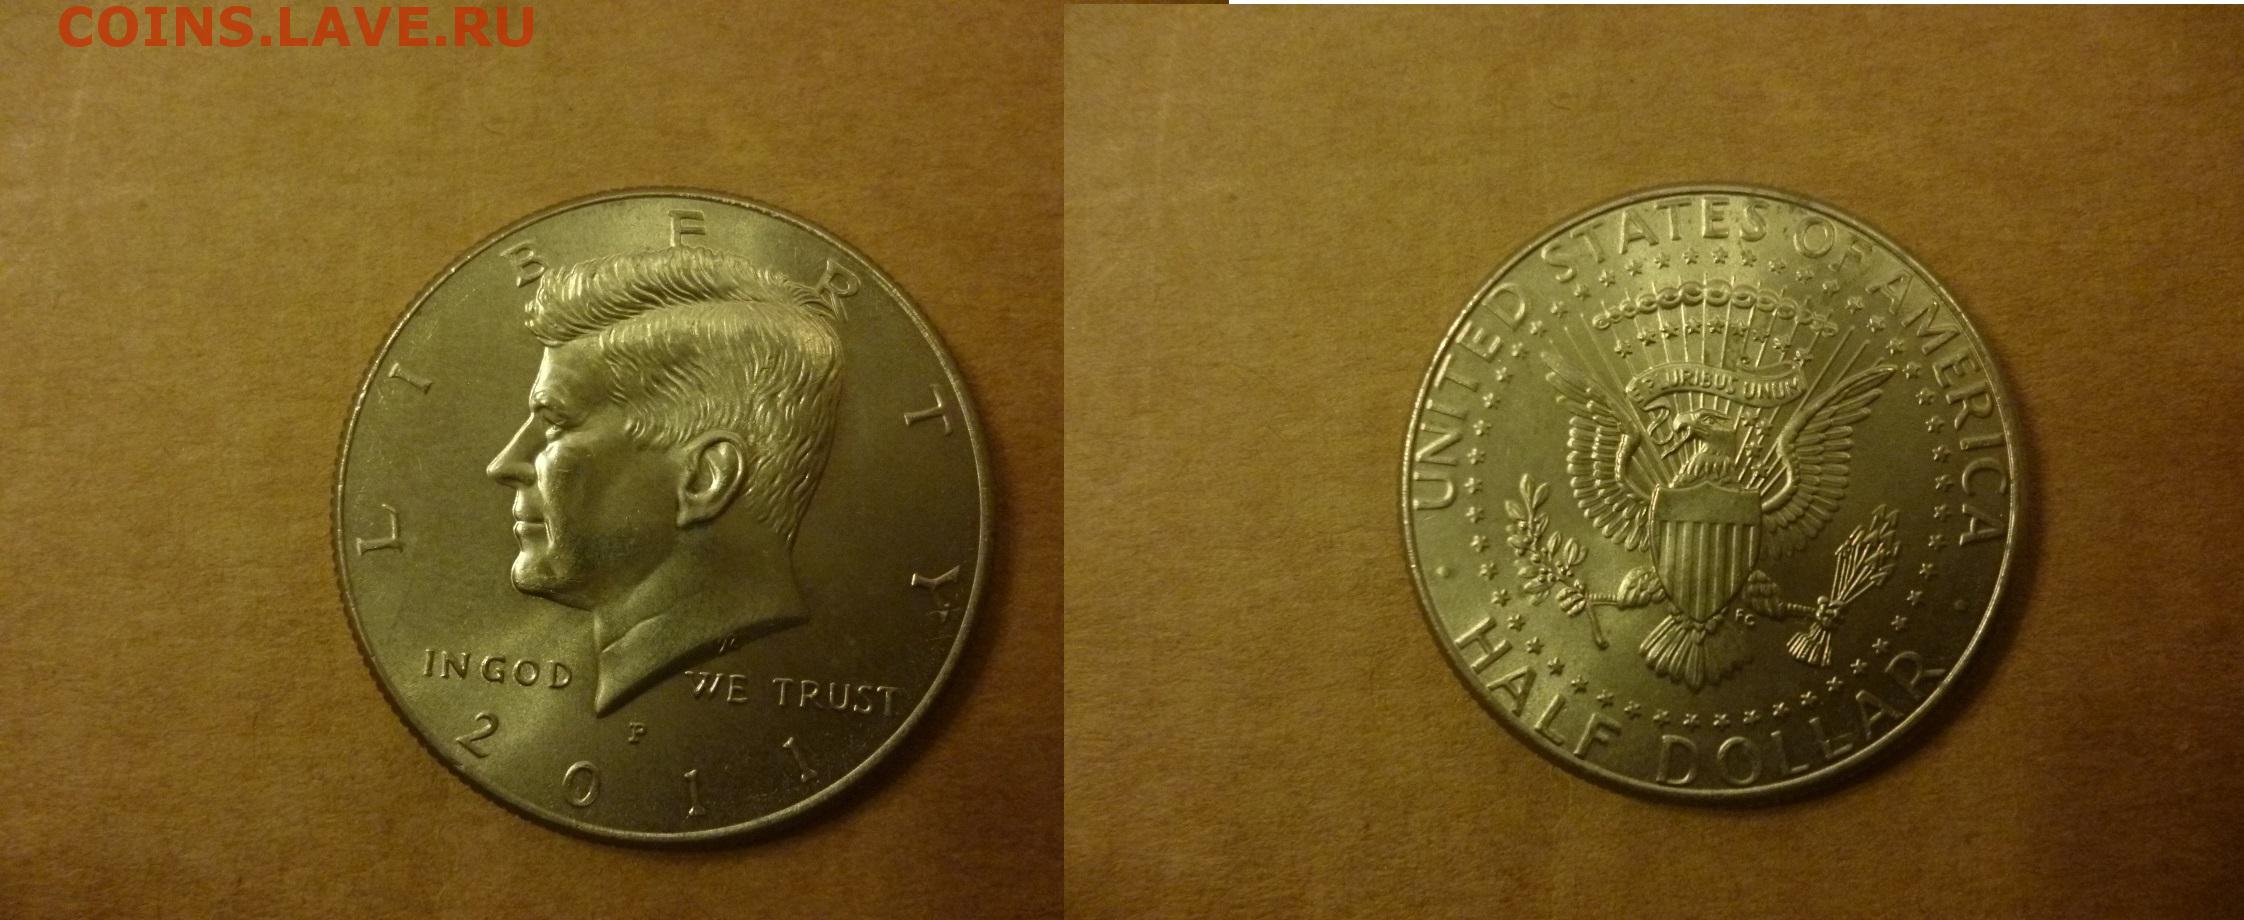 COINS.LAVE.RU
LIBERTY
IN GOD WE TRUST
P
2011
UNITED STATES OF AMERICA
E PLURIBUS UNUM
FG
HALF DOLLAR